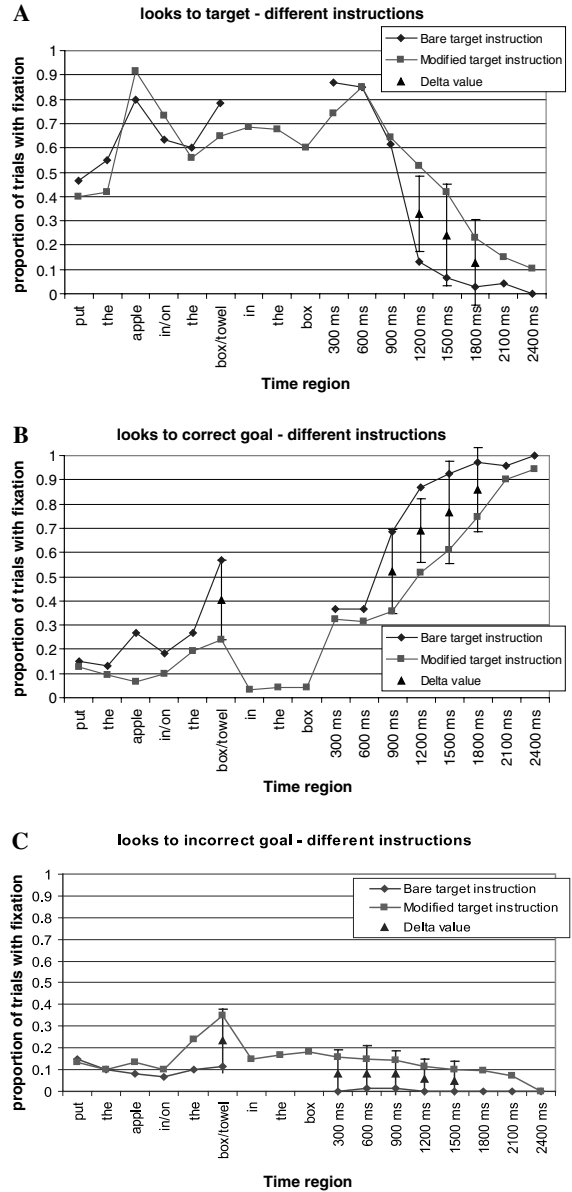 A
looks to target - different instructions
Bare target instruction
Modified target instruction
Delta value
proportion of trials with fixation
1
0.9
0.8
0.7
0.6
0.5
0.4
0.3
0.2
0.1
0
put
the
apple
in/on
the
box/towel
in
the
box
300 ms
600 ms
900 ms
1200 ms
1500 ms
1800 ms
2100 ms
2400 ms
Time region
B
looks to correct goal - different instructions
proportion of trials with fixation
1
0.9
0.8
0.7
0.6
0.5
0.4
0.3
0.2
0.1
0
Bare target instruction
Modified target instruction
Delta value
put
the
apple
in/on
the
box/towel
in
the
box
300 ms
600 ms
900 ms
1200 ms
1500 ms
1800 ms
2100 ms
2400 ms
Time region
C
looks to incorrect goal - different instructions
proportion of trials with fixation
1
0.9
0.8
0.7
0.6
0.5
0.4
0.3
0.2
0.1
0
Bare target instruction
Modified target instruction
Delta value
put
the
apple
in/on
the
box/towel
in
the
box
300 ms
600 ms
900 ms
1200 ms
1500 ms
1800 ms
2100 ms
2400 ms
Time region